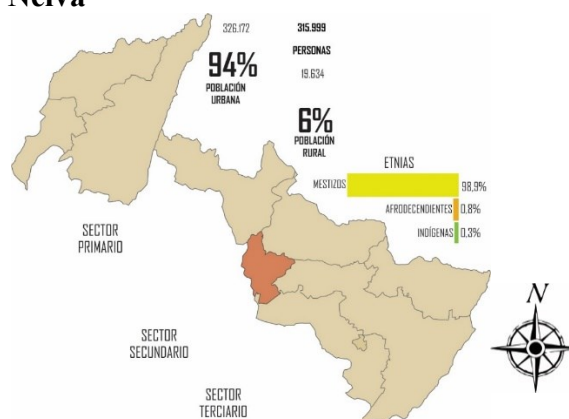 Neiva
326.172
315.999
PERSONAS
94%
19.634
POBLACIÓN
URBANA
6%
POBLACIÓN
RURAL
ETNIAS
MESTIZOS
98,9%
AFRODECENDIENTES
0,8%
INDÍGENAS
0,3%
SECTOR
PRIMARIO
SECTOR
SECUNDARIO
SECTOR
TERCIARIO
N